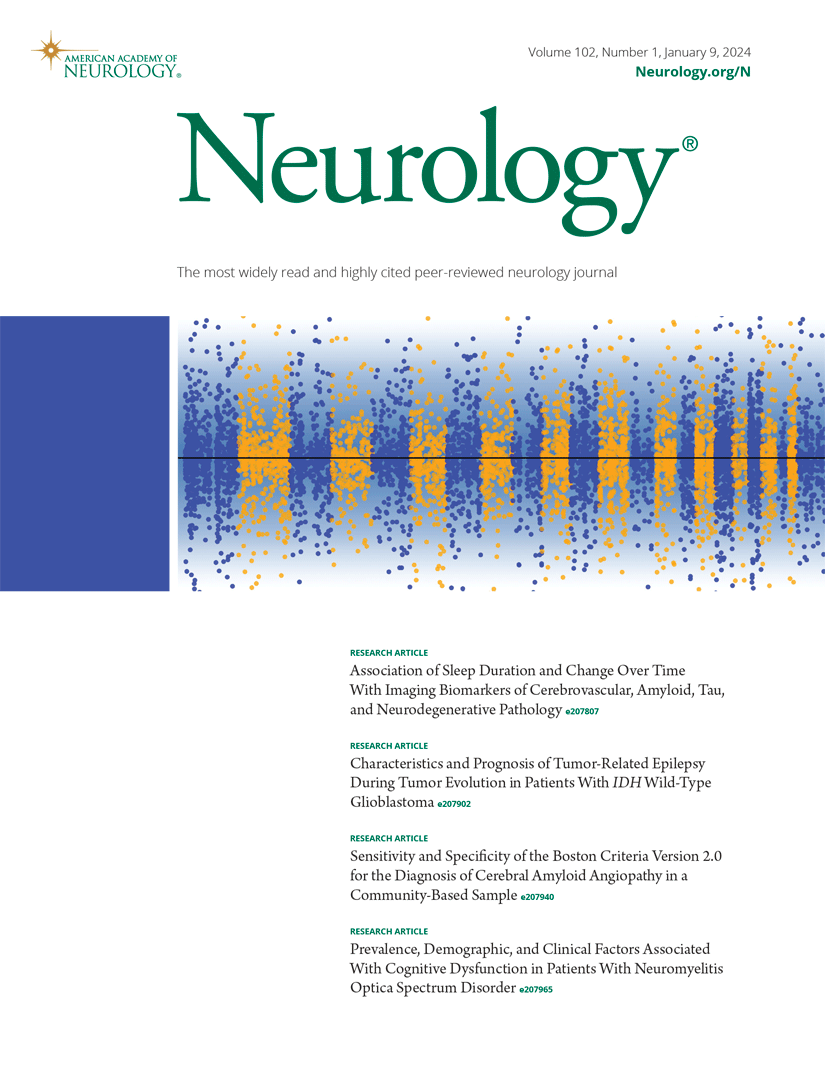 AMERICAN ACADEMY OF
NEUROLOGY®
Volume 102, Number 1, January 9, 2024
Neurology.org/N
Neurology®
The most widely read and highly cited peer-reviewed neurology journal
RESEARCH ARTICLE
Association of Sleep Duration and Change Over Time
With Imaging Biomarkers of Cerebrovascular, Amyloid, Tau,
and Neurodegenerative Pathology e207807
RESEARCH ARTICLE
Characteristics and Prognosis of Tumor-Related Epilepsy
During Tumor Evolution in Patients With IDH Wild-Type
Glioblastoma e207902
RESEARCH ARTICLE
Sensitivity and Specificity of the Boston Criteria Version 2.0
for the Diagnosis of Cerebral Amyloid Angiopathy in a
Community-Based Sample e207940
RESEARCH ARTICLE
Prevalence, Demographic, and Clinical Factors Associated
With Cognitive Dysfunction in Patients With Neuromyelitis
Optica Spectrum Disorder e207965